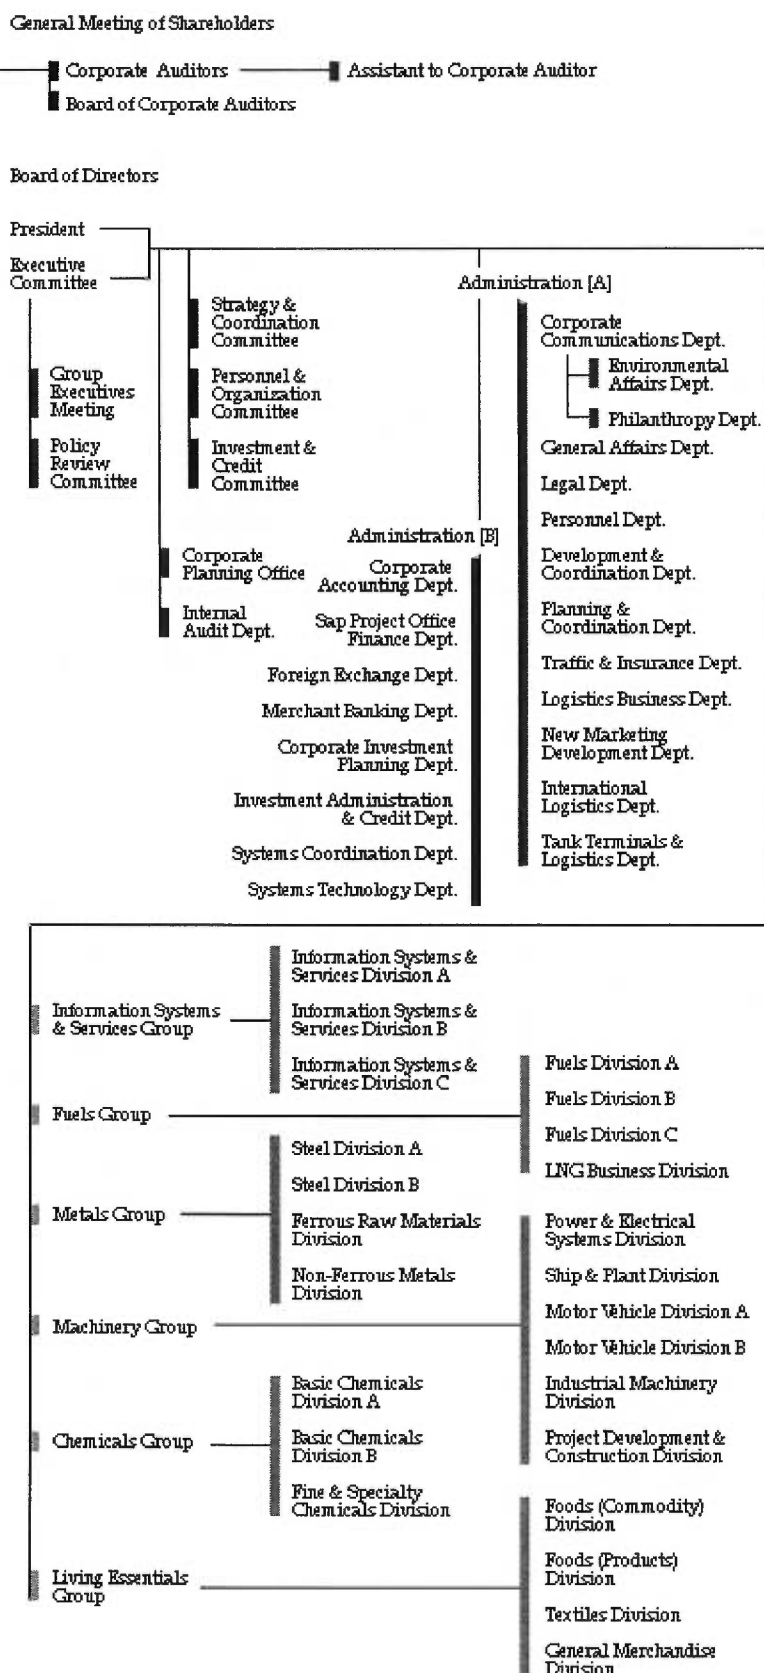 General Meeting of Shareholders
Corporate Auditors
Assistant to Corporate Auditor
Board of Corporate Auditors
Board of Directors
President
Executive
Committee
Group
Executives
Meeting
Policy
Review
Committee
Strategy &
Coordination
Committee
Personnel &
Organization
Committee
Investment &
Credit
Committee
Corporate
Planning Office
Internal
Audit Dept.
Administration [A]
Corporate
Communications Dept.
Environmental
Affairs Dept.
Philanthropy Dept.
General Affairs Dept.
Legal Dept.
Personnel Dept.
Development &
Coordination Dept.
Planning &
Coordination Dept.
Traffic & Insurance Dept.
Logistics Business Dept.
New Marketing
Development Dept.
International
Logistics Dept.
Tank Terminals &
Logistics Dept.
Administration [B]
Corporate
Accounting Dept.
Sap Project Office
Finance Dept.
Foreign Exchange Dept.
Merchant Banking Dept.
Corporate Investment
Planning Dept.
Investment Administration
& Credit Dept.
Systems Coordination Dept.
Systems Technology Dept.
Information Systems
& Services Group
Information Systems &
Services Division A
Information Systems &
Services Division B
Information Systems &
Services Division C
Fuels Group
Fuels Division A
Fuels Division B
Fuels Division C
LNG Business Division
Metals Group
Steel Division A
Steel Division B
Ferrous Raw Materials
Division
Non-Ferrous Metals
Division
Machinery Group
Power & Electrical
Systems Division
Ship & Plant Division
Motor Vehicle Division A
Motor Vehicle Division B
Industrial Machinery
Division
Project Development &
Construction Division
Chemicals Group
Basic Chemicals
Division A
Basic Chemicals
Division B
Fine & Specialty
Chemicals Division
Living Essentials
Group
Foods (Commodity)
Division
Foods (Products)
Division
Textiles Division
General Merchandise
Division